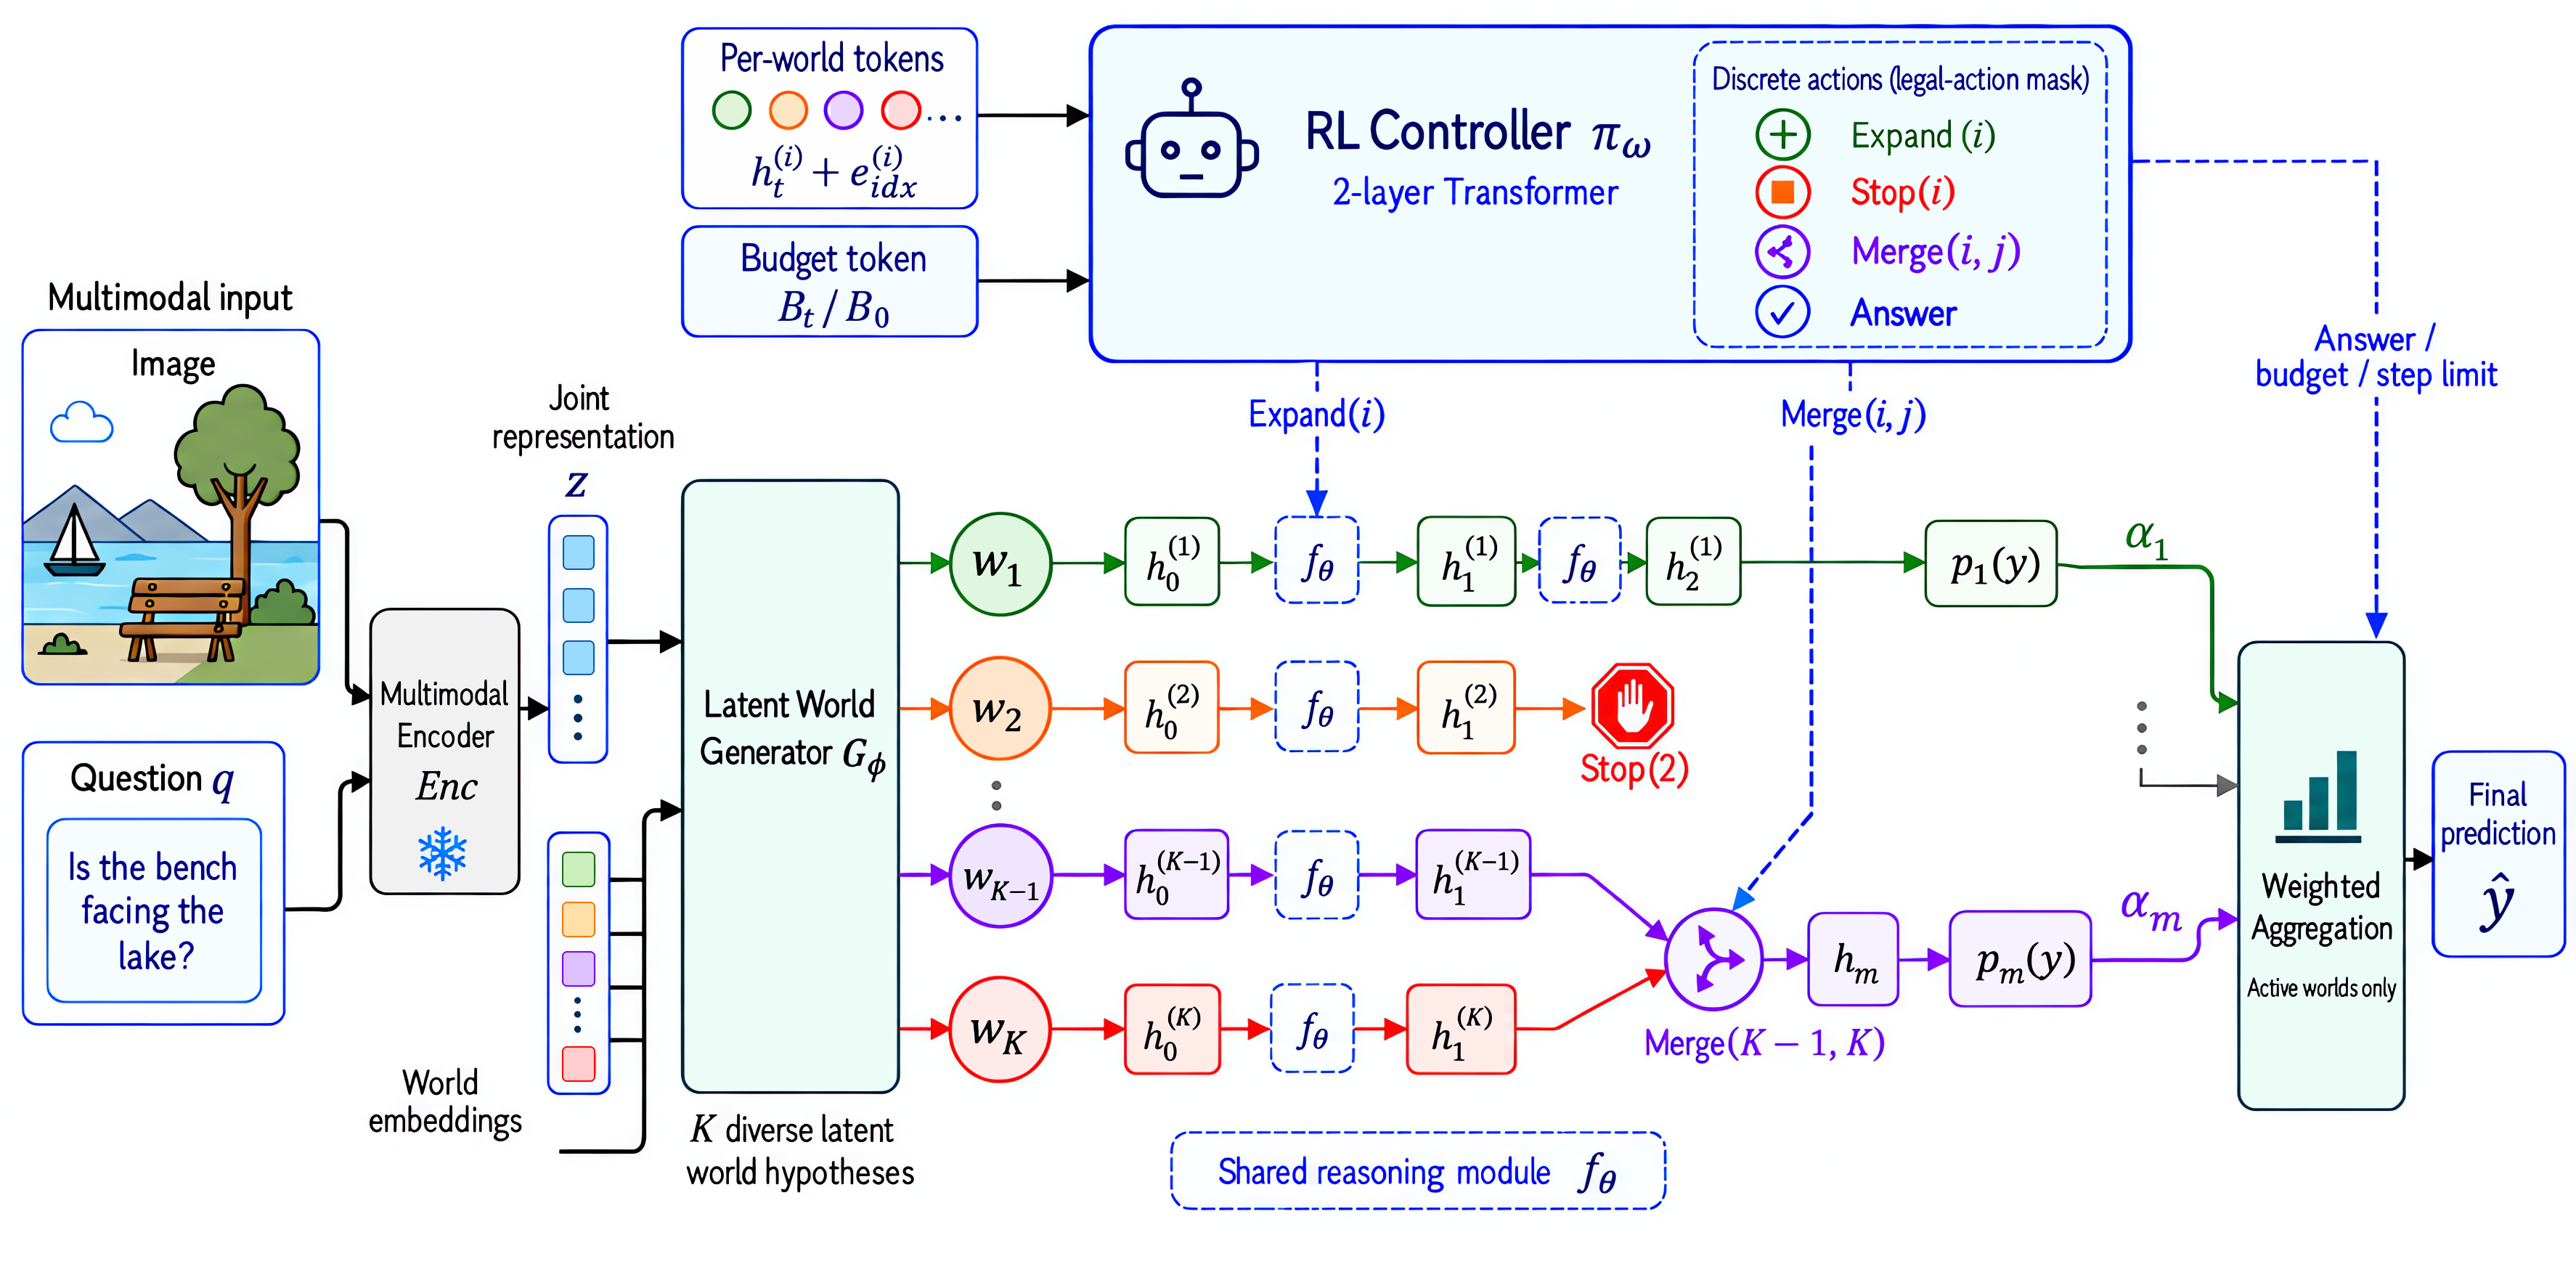 Per-world tokens
...
h_t^{(i)} + e_{idx}^{(i)}
Budget token
B_t / B_0
RL Controller π_ω
2-layer Transformer
Discrete actions (legal-action mask)
Expand (i)
Stop(i)
Merge(i, j)
Answer
Answer /
budget / step limit
Expand(i)
Merge(i, j)
Multimodal input
Image
Question q
Is the bench
facing the
lake?
Multimodal
Encoder
Enc
Joint
representation
z
World
embeddings
Latent World
Generator G_ϕ
K diverse latent
world hypotheses
w_1
h_0^{(1)}
f_θ
h_1^{(1)}
f_θ
h_2^{(1)}
p_1(y)
α_1
w_2
h_0^{(2)}
f_θ
h_1^{(2)}
Stop(2)
w_{K−1}
h_0^{(K−1)}
f_θ
h_1^{(K−1)}
w_K
h_0^{(K)}
f_θ
h_1^{(K)}
Merge(K − 1, K)
h_m
p_m(y)
α_m
Weighted
Aggregation
Active worlds only
Final
prediction
ŷ
Shared reasoning module f_θ